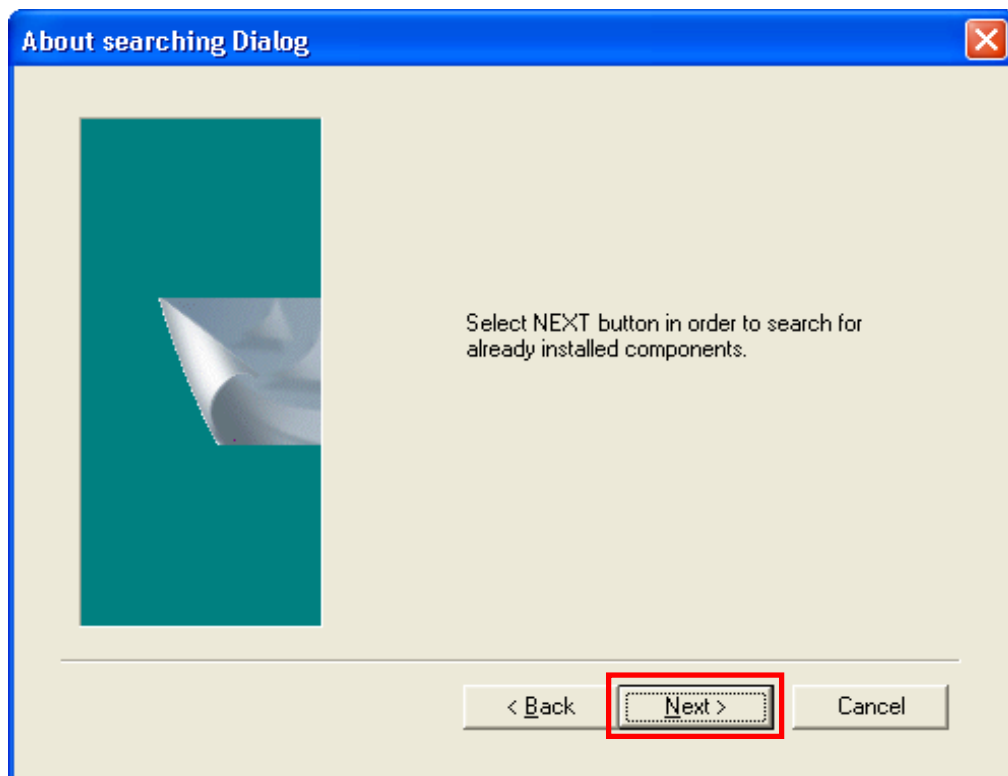 About searching Dialog
Select NEXT button in order to search for
already installed components.
< Back
Next >
Cancel